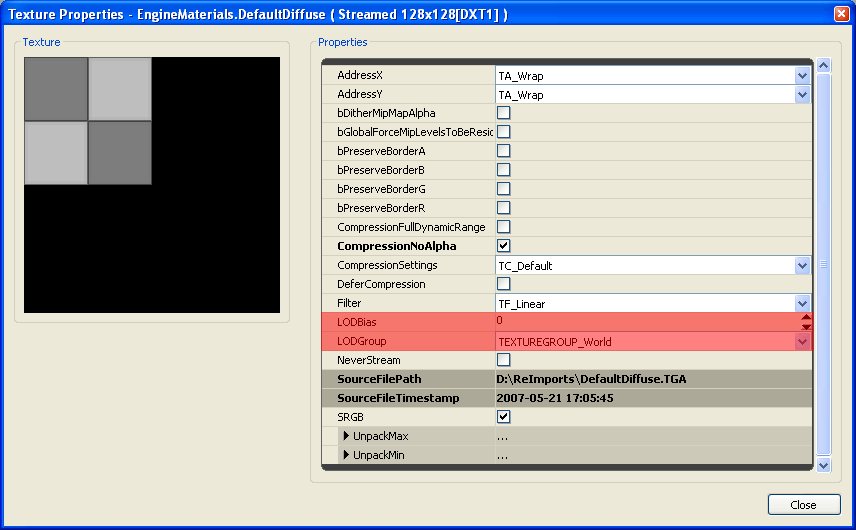 Texture Properties - EngineMaterials.DefaultDiffuse ( Streamed 128x128[DXT1] )
Texture
Properties
AddressX TA_Wrap
AddressY TA_Wrap
bDitherMipMapAlpha
bGlobalForceMipLevelsToBeResic
bPreserveBorderA
bPreserveBorderB
bPreserveBorderG
bPreserveBorderR
CompressionFullDynamicRange
CompressionNoAlpha
CompressionSettings TC_Default
DeferCompression
Filter TF_Linear
LODBias 0
LODGroup TEXTUREGROUP_World
NeverStream
SourceFilePath D:\ReImports\DefaultDiffuse.TGA
SourceFileTimestamp 2007-05-21 17:05:45
SRGB
UnpackMax ...
UnpackMin ...
Close